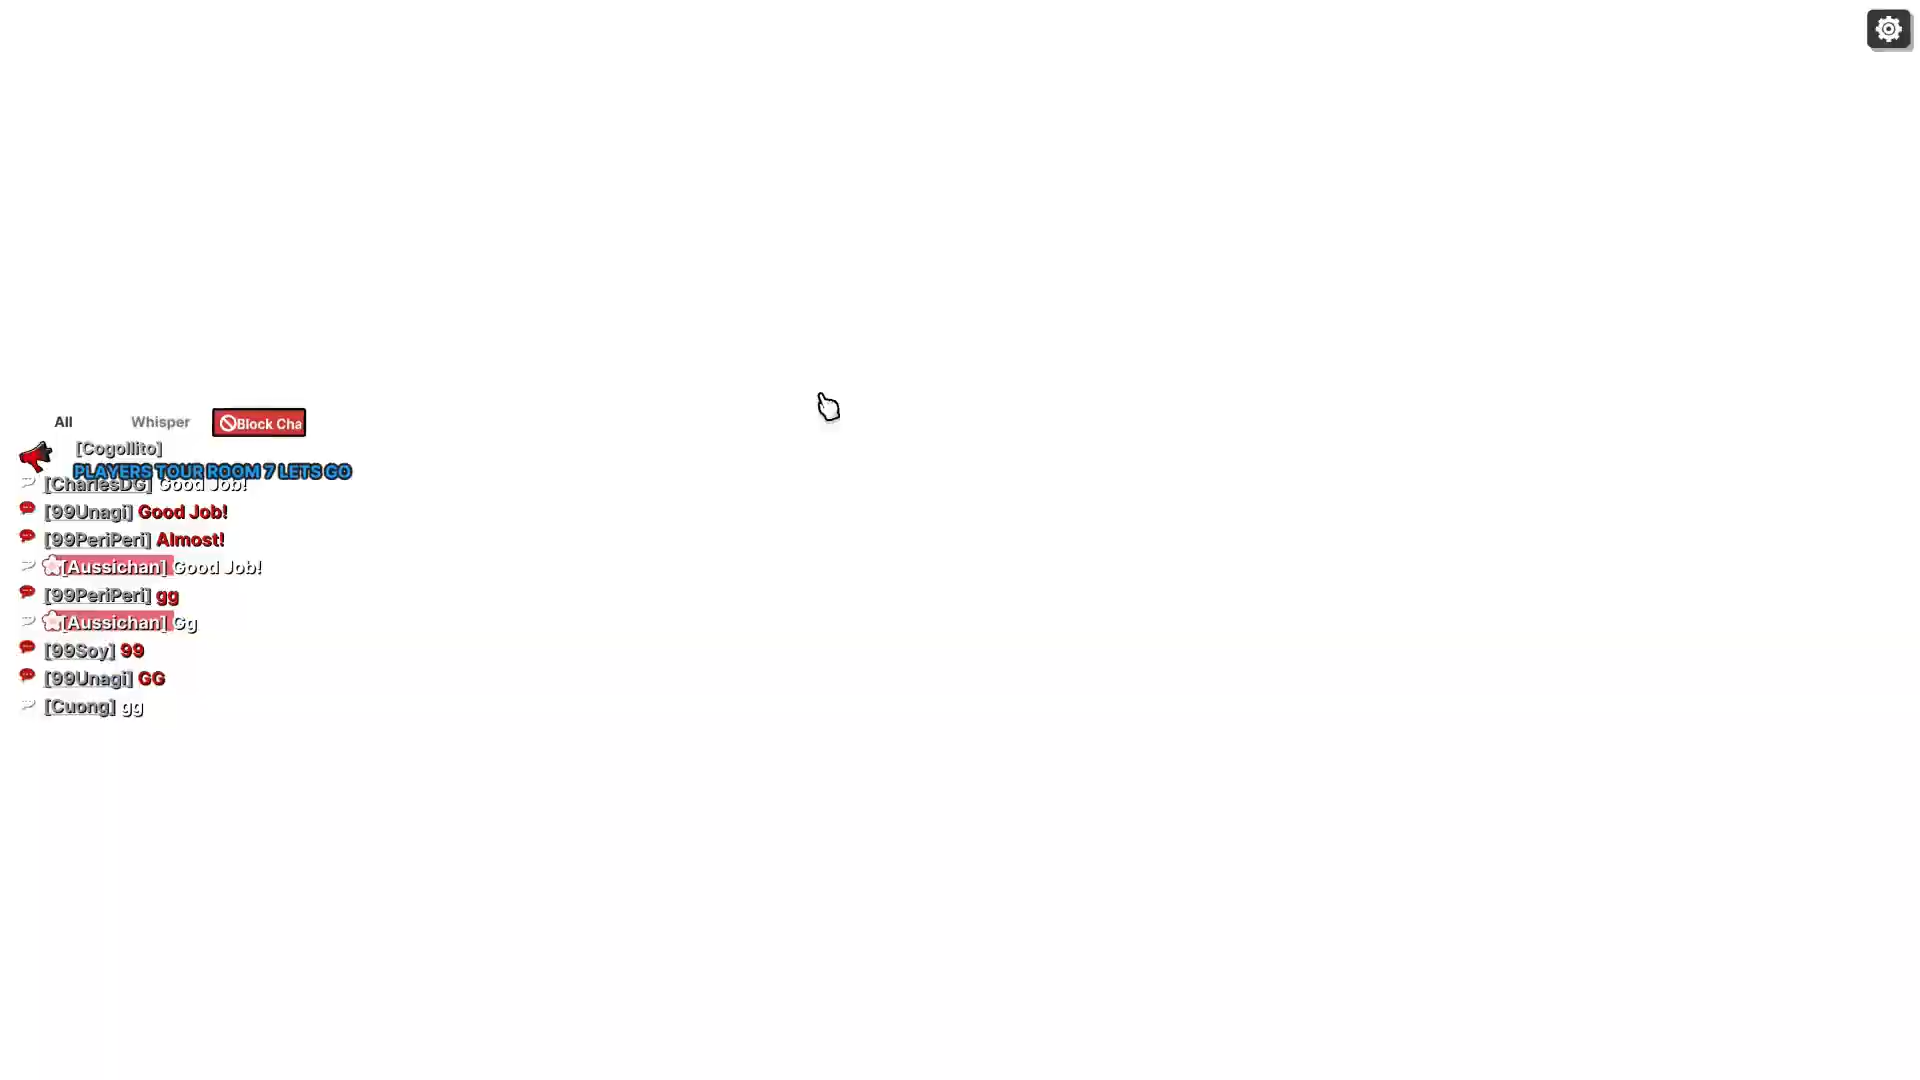 All Whisper Block Cha
[Cogollito]
PLAYERS TOUR ROOM 7 LETS GO
[CharlesDG] Good Job!
[99Unagi] Good Job!
[99PeriPeri] Almost!
[Aussichan] Good Job!
[99PeriPeri] gg
[Aussichan] Gg
[99Soy] 99
[99Unagi] GG
[Cuong] gg